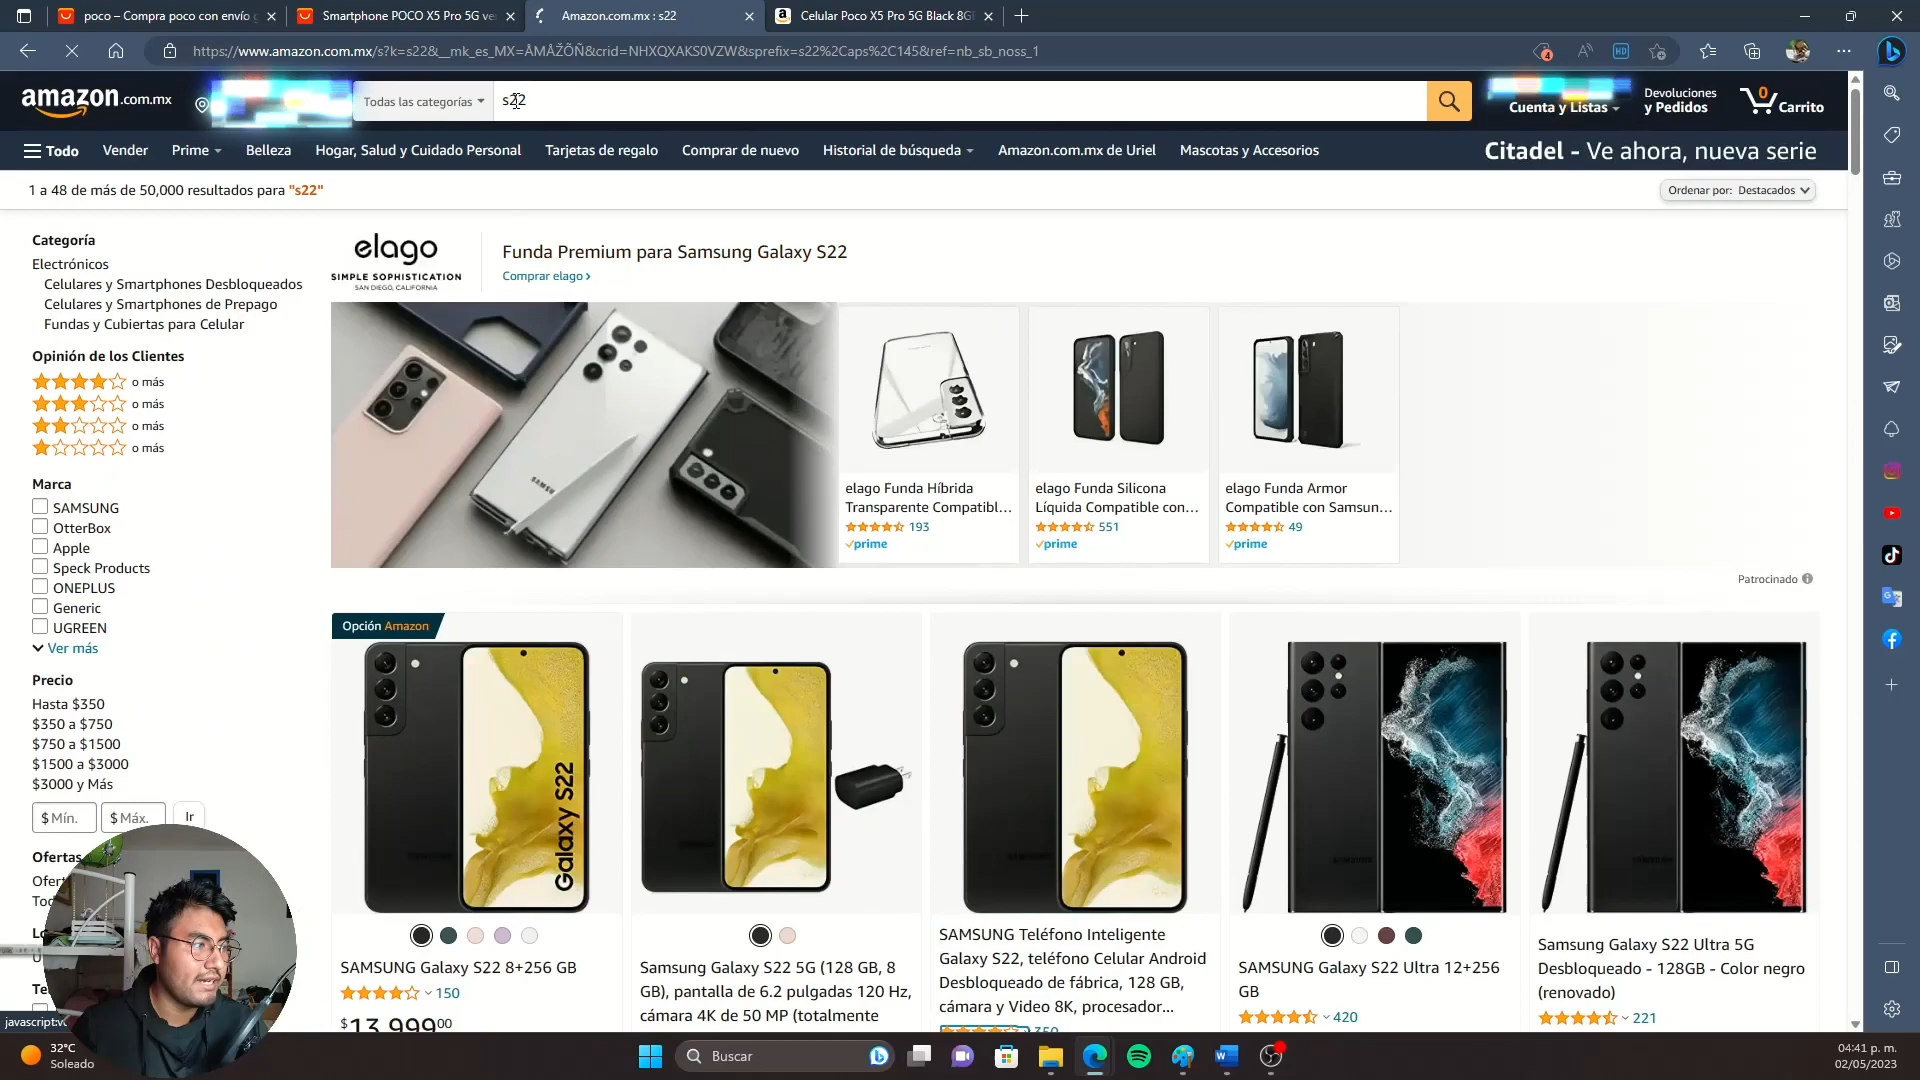 poco – Compra poco con envío g
Smartphone POCO X5 Pro 5G ve
Amazon.com.mx : s22
Celular Poco X5 Pro 5G Black 8G
https://www.amazon.com.mx/s?k=s22&__mk_es_MX=ÅMÅŽÕÑ&crid=NHXQXAKS0VZW&sprefix=s22%2Caps%2C145&ref=nb_sb_noss_1
HD
4
amazon.com.mx
Todas las categorías
s22
Cuenta y Listas
Devoluciones
y Pedidos
0
Carrito
Todo
Vender
Prime
Belleza
Hogar, Salud y Cuidado Personal
Tarjetas de regalo
Comprar de nuevo
Historial de búsqueda
Amazon.com.mx de Uriel
Mascotas y Accesorios
Citadel - Ve ahora, nueva serie
1 a 48 de más de 50,000 resultados para "s22"
Ordenar por: Destacados
Categoría
Electrónicos
Celulares y Smartphones Desbloqueados
Celulares y Smartphones de Prepago
Fundas y Cubiertas para Celular
Opinión de los Clientes
o más
o más
o más
o más
Marca
SAMSUNG
OtterBox
Apple
Speck Products
ONEPLUS
Generic
UGREEN
Ver más
Precio
Hasta $350
$350 a $750
$750 a $1500
$1500 a $3000
$3000 y Más
$ Mín.
$ Máx.
Ir
Ofertas
Ofert
Tod
javascript:vo
elago
SIMPLE SOPHISTICATION
SAN DIEGO, CALIFORNIA
Funda Premium para Samsung Galaxy S22
Comprar elago ›
elago Funda Híbrida
Transparente Compatibl...
193
prime
elago Funda Silicona
Líquida Compatible con...
551
prime
elago Funda Armor
Compatible con Samsun...
49
prime
Patrocinado
Opción Amazon
Galaxy S22
SAMSUNG Galaxy S22 8+256 GB
150
$13,999.00
Samsung Galaxy S22 5G (128 GB, 8
GB), pantalla de 6.2 pulgadas 120 Hz,
cámara 4K de 50 MP (totalmente
SAMSUNG Teléfono Inteligente
Galaxy S22, teléfono Celular Android
Desbloqueado de fábrica, 128 GB,
cámara y Video 8K, procesador...
350
SAMSUNG Galaxy S22 Ultra 12+256
GB
420
Samsung Galaxy S22 Ultra 5G
Desbloqueado - 128GB - Color negro
(renovado)
221
32°C
Soleado
Buscar
04:41 p. m.
02/05/2023